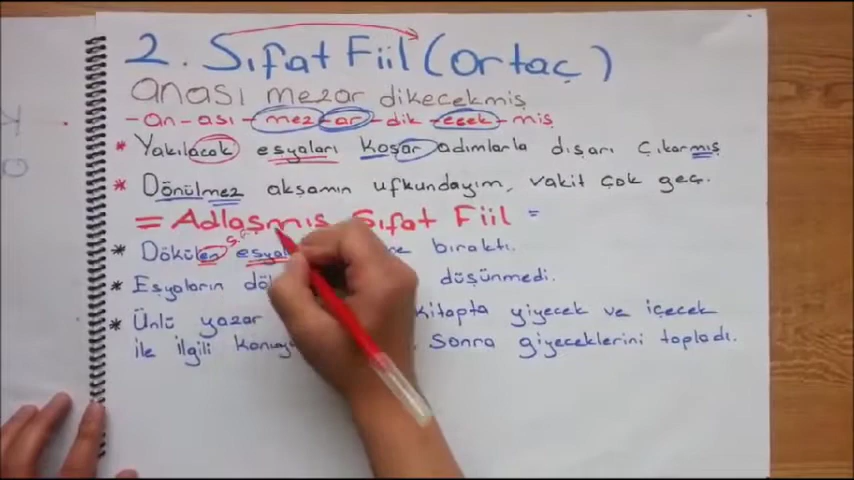 2. Sıfat Fiil (Ortaç)
anası mezar dikecekmiş
-an-ası-mez-ar-dik-ecek-miş
* Yakılacak eşyaları Koşar adımlarla dışarı çıkarmış
* Dönülmez akşamın ufkundayım, vakit çok geç.
= Adlaşmış Sıfat Fiil =
* Dökülen bıraktı.
* Eşyaların düşünmedi.
* Ünlü yazar kitapta yiyecek ve içecek
ile ilgili sonra giyeceklerini topladı.